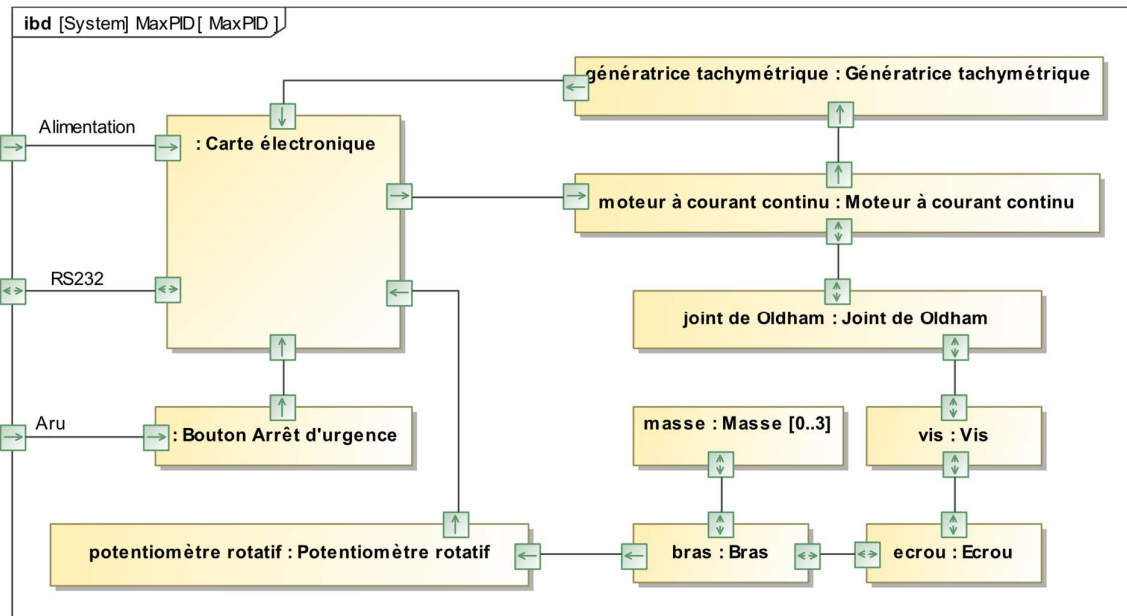 ibd [System] MaxPID[ MaxPID ]
génératrice tachymétrique : Génératrice tachymétrique
Alimentation
: Carte électronique
moteur à courant continu : Moteur à courant continu
RS232
joint de Oldham : Joint de Oldham
Aru
: Bouton Arrêt d'urgence
masse : Masse [0..3]
vis : Vis
potentiomètre rotatif : Potentiomètre rotatif
bras : Bras
ecrou : Ecrou